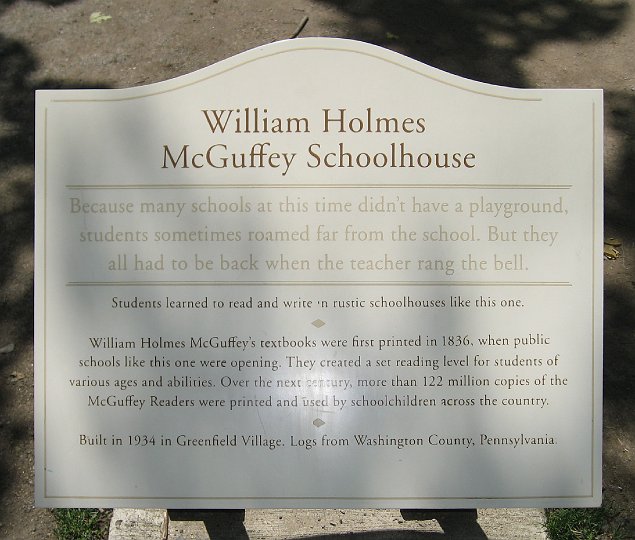 William Holmes
McGuffey Schoolhouse
Because many schools at this time didn't have a playground,
students sometimes roamed far from the school. But they
all had to be back when the teacher rang the bell.
Students learned to read and write in rustic schoolhouses like this one.
William Holmes McGuffey's textbooks were first printed in 1836, when public
schools like this one were opening. They created a set reading level for students of
various ages and abilities. Over the next century, more than 122 million copies of the
McGuffey Readers were printed and used by schoolchildren across the country.
Built in 1934 in Greenfield Village. Logs from Washington County, Pennsylvania.